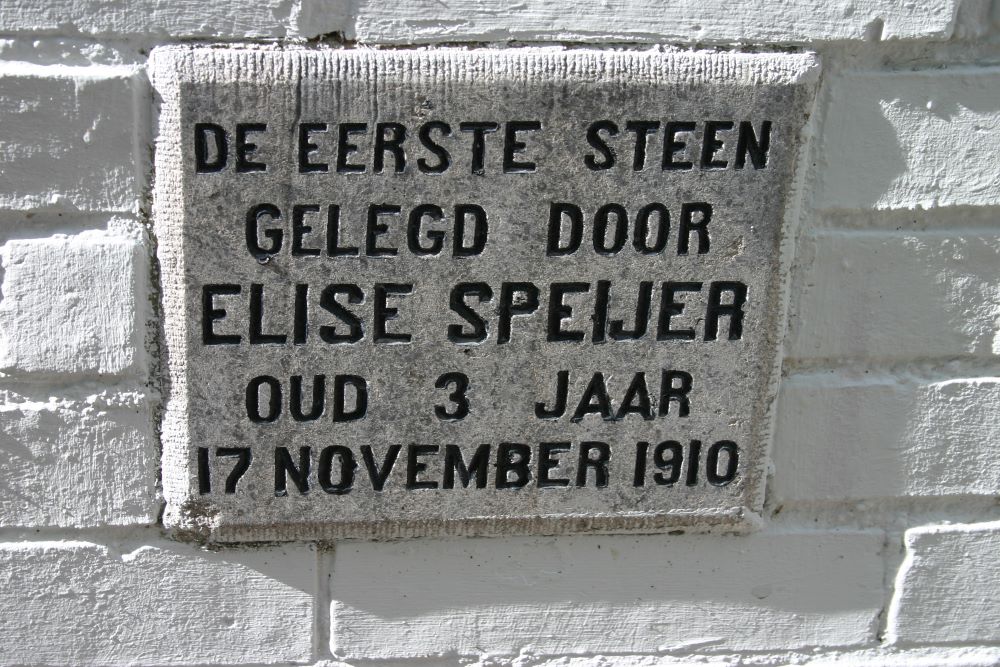 DE EERSTE STEEN
GELEGD DOOR
ELISE SPEIJER
OUD 3 JAAR
17 NOVEMBER 1910